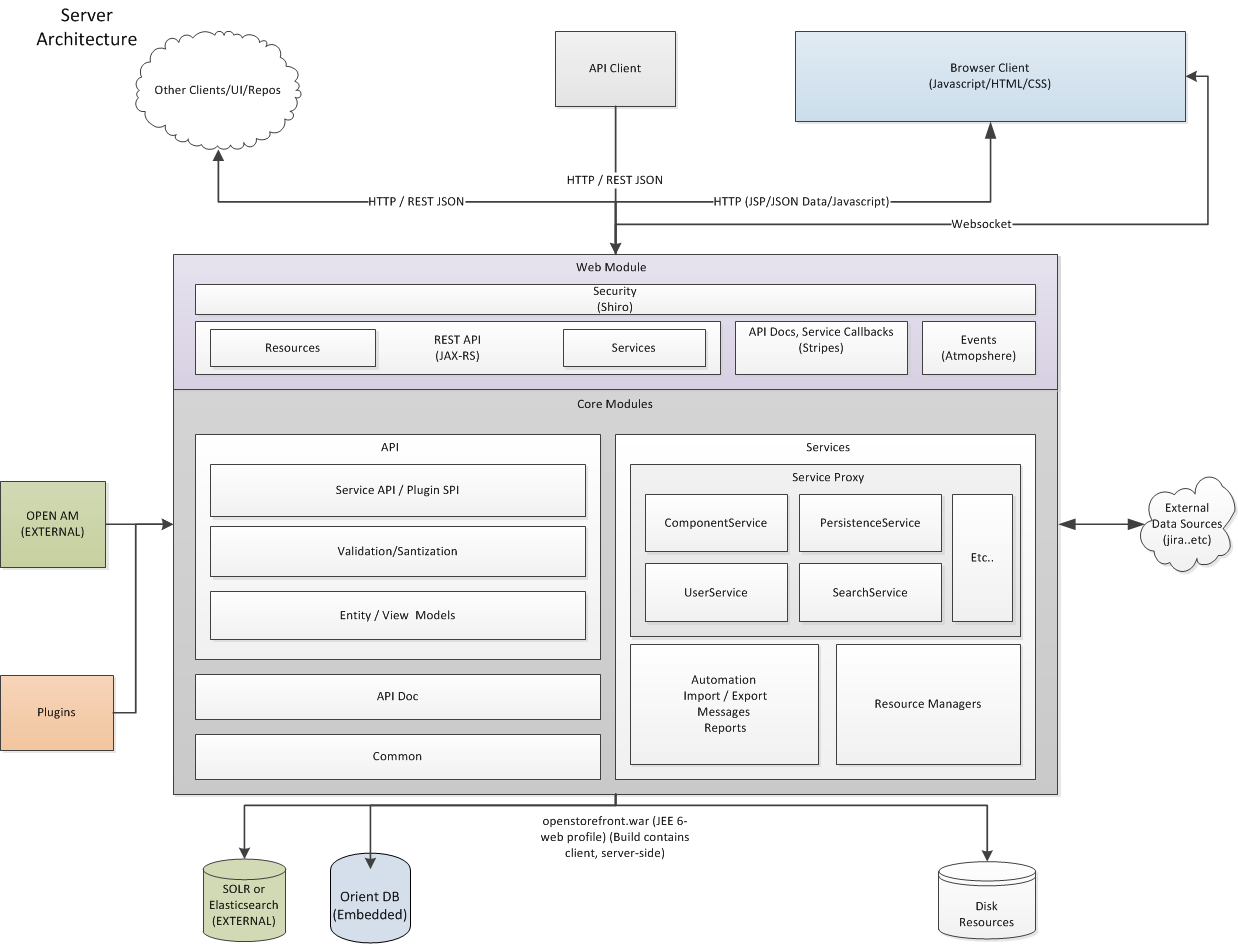 Server
Architecture
Other Clients/UI/Repos
API Client
Browser Client
(Javascript/HTML/CSS)
HTTP / REST JSON
HTTP / REST JSON
HTTP (JSP/JSON Data/Javascript)
Websocket
Web Module
Security
(Shiro)
Resources
REST API
(JAX-RS)
Services
API Docs, Service Callbacks
(Stripes)
Events
(Atmopshere)
Core Modules
API
Service API / Plugin SPI
Validation/Santization
Entity / View  Models
API Doc
Common
Services
Service Proxy
ComponentService
PersistenceService
Etc..
UserService
SearchService
Automation
Import / Export
Messages
Reports
Resource Managers
OPEN AM
(EXTERNAL)
Plugins
External
Data Sources
(jira..etc)
openstorefront.war (JEE 6-
web profile) (Build contains
client, server-side)
SOLR or
Elasticsearch
(EXTERNAL)
Orient DB
(Embedded)
Disk
Resources